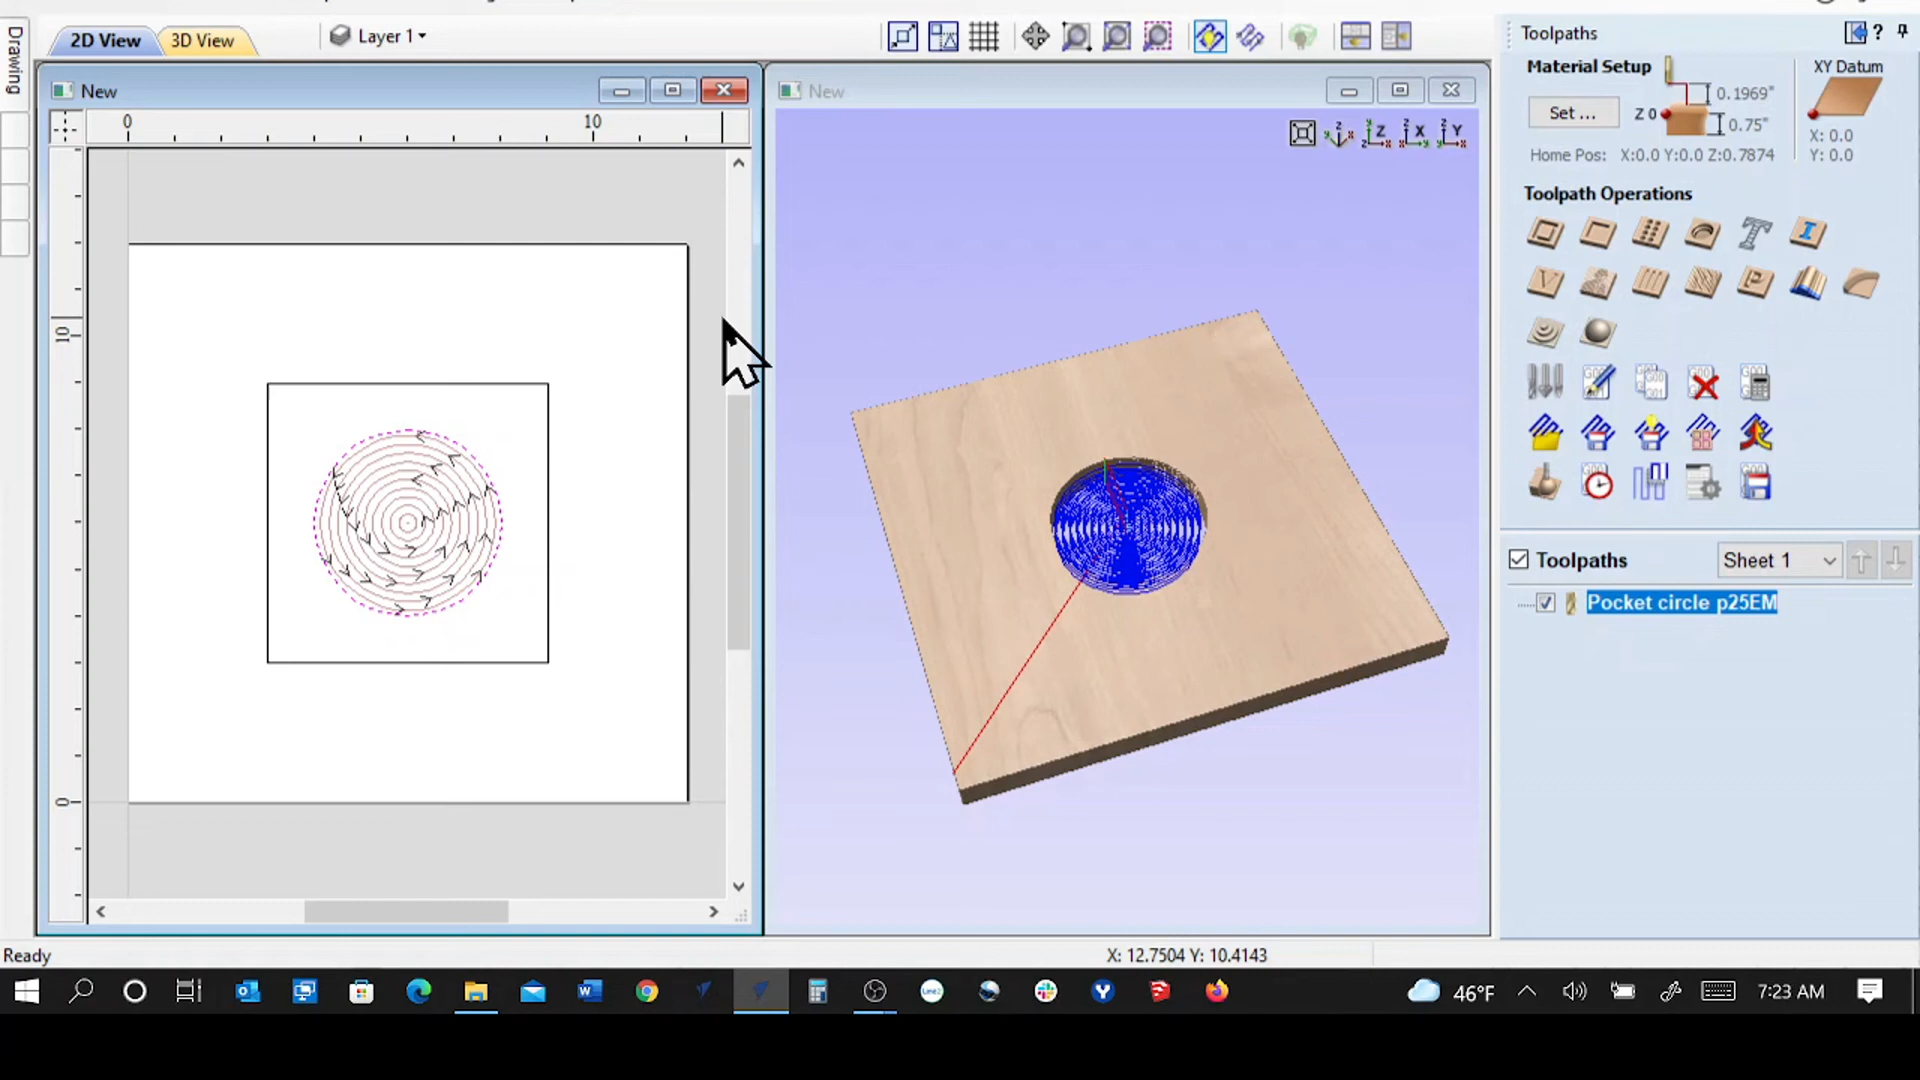 Drawing
2D View
3D View
Layer 1
Toolpaths
?
Material Setup
XY Datum
Set ...
Z 0
0.1969"
0.75"
X: 0.0
Y: 0.0
Home Pos: X:0.0 Y:0.0 Z:0.7874
Toolpath Operations
New
0
10
10
0
New
Z
X
Y
Toolpaths
Sheet 1
Pocket circle p25EM
Ready
X: 12.7504 Y: 10.4143
46°F
7:23 AM